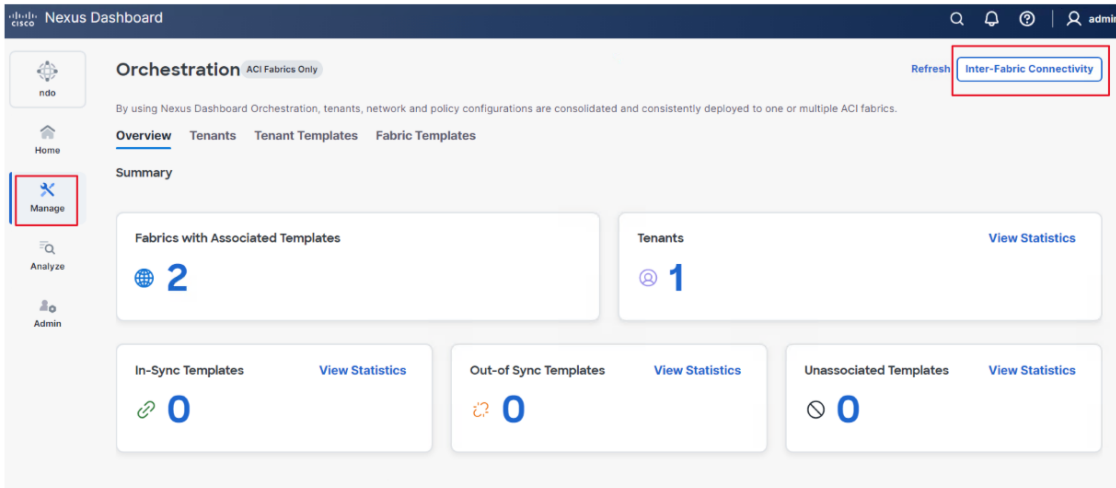 cisco Nexus Dashboard
admin
ndo
Home
Manage
Analyze
Admin
Orchestration ACI Fabrics Only
Refresh Inter-Fabric Connectivity
By using Nexus Dashboard Orchestration, tenants, network and policy configurations are consolidated and consistently deployed to one or multiple ACI fabrics.
Overview Tenants Tenant Templates Fabric Templates
Summary
Fabrics with Associated Templates
2
Tenants View Statistics
1
In-Sync Templates View Statistics
0
Out-of Sync Templates View Statistics
0
Unassociated Templates View Statistics
0